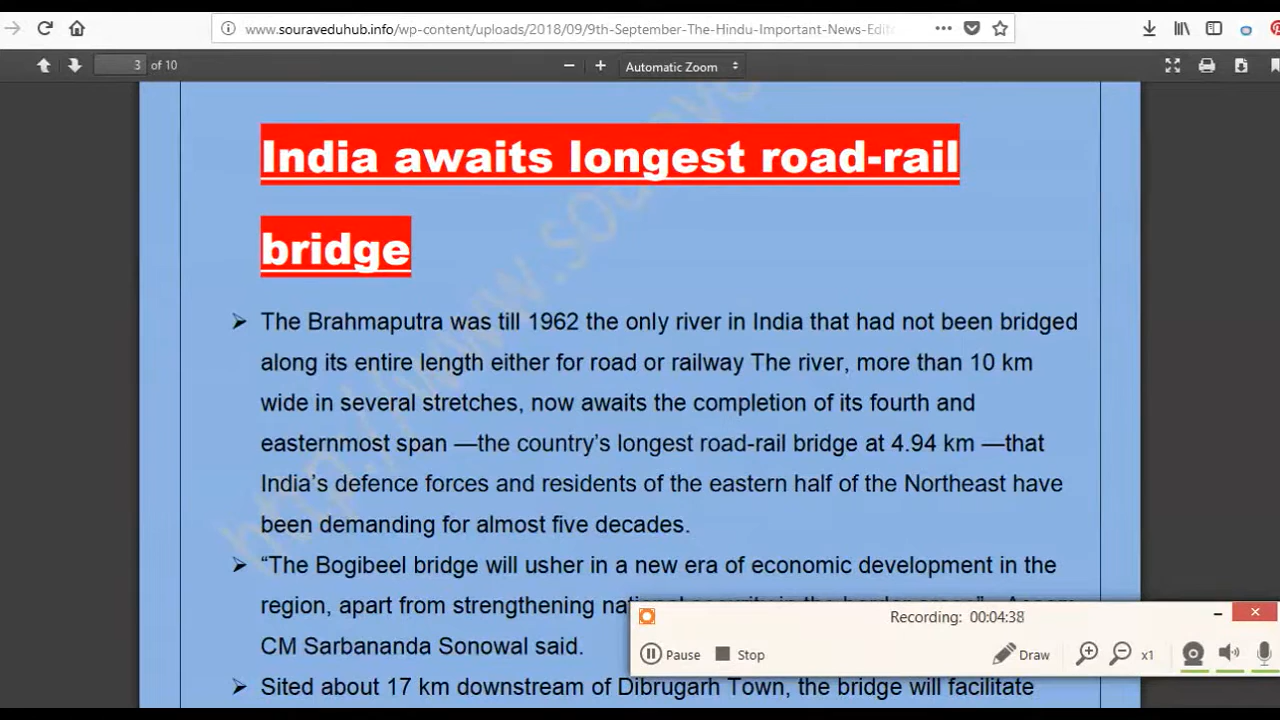 www.souraveduhub.info/wp-content/uploads/2018/09/9th-September-The-Hindu-Important-News-Edito
3 of 10
Automatic Zoom
India awaits longest road-rail
bridge
➤ The Brahmaputra was till 1962 the only river in India that had not been bridged
along its entire length either for road or railway The river, more than 10 km
wide in several stretches, now awaits the completion of its fourth and
easternmost span —the country's longest road-rail bridge at 4.94 km —that
India's defence forces and residents of the eastern half of the Northeast have
been demanding for almost five decades.
➤ “The Bogibeel bridge will usher in a new era of economic development in the
region, apart from strengthening
CM Sarbananda Sonowal said.
➤ Sited about 17 km downstream of Dibrugarh Town, the bridge will facilitate
Recording: 00:04:38
Pause Stop Draw x1
http://www.sourave